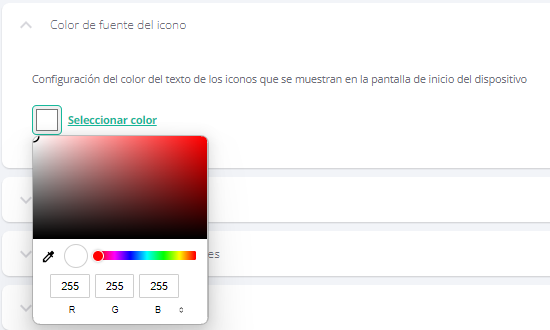 Color de fuente del icono
Configuración del color del texto de los iconos que se muestran en la pantalla de inicio del dispositivo
Seleccionar color
es
255 255 255
R G B